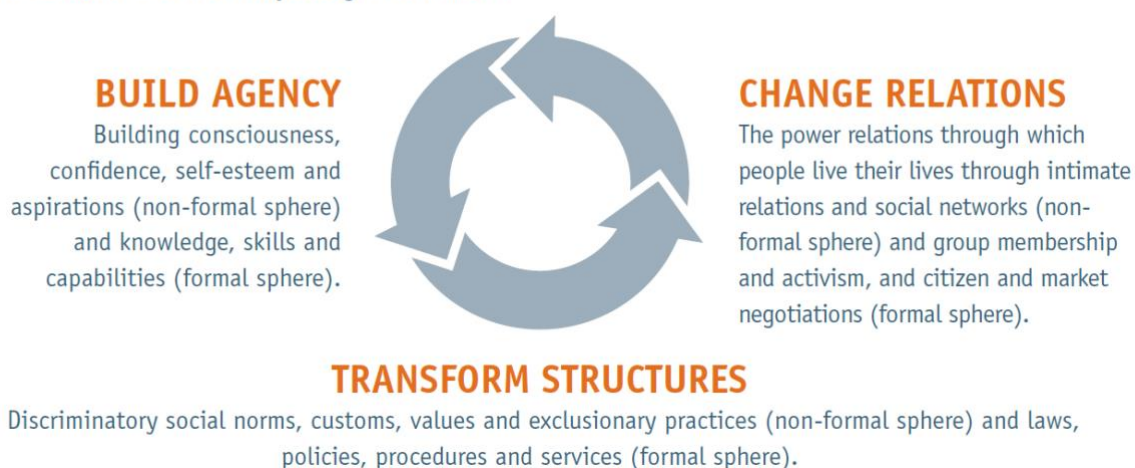 BUILD AGENCY
Building consciousness,
confidence, self-esteem and
aspirations (non-formal sphere)
and knowledge, skills and
capabilities (formal sphere).
CHANGE RELATIONS
The power relations through which
people live their lives through intimate
relations and social networks (non-
formal sphere) and group membership
and activism, and citizen and market
negotiations (formal sphere).
TRANSFORM STRUCTURES
Discriminatory social norms, customs, values and exclusionary practices (non-formal sphere) and laws,
policies, procedures and services (formal sphere).